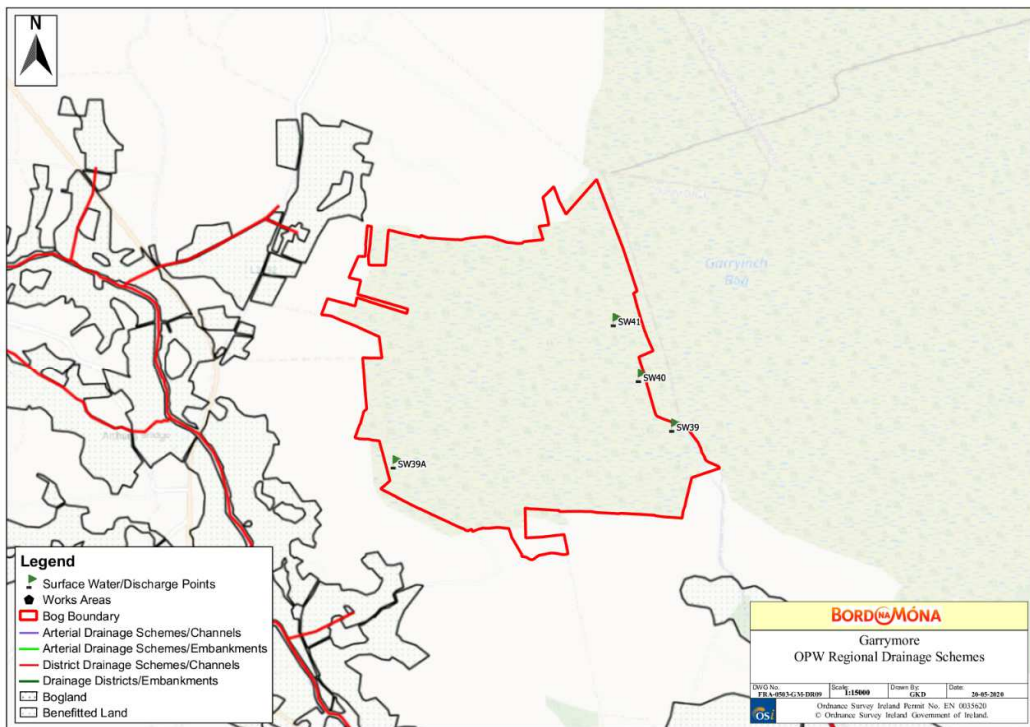 N
Garryinch
Bog
SW41
SW40
SW39
SW39A
Legend
Surface Water/Discharge Points
Works Areas
Bog Boundary
Arterial Drainage Schemes/Channels
Arterial Drainage Schemes/Embankments
District Drainage Schemes/Channels
Drainage Districts/Embankments
Bogland
Benefitted Land
BORD NA MÓNA
Garrymore
OPW Regional Drainage Schemes
DWG No. Scale: Drawn By: Date:
FRA-0503-GM-DR09 1:15000 GKD 20-05-2020
OSi
Ordnance Survey Ireland Permit No. EN 0035620
© Ordnance Survey Ireland Government of Ireland.